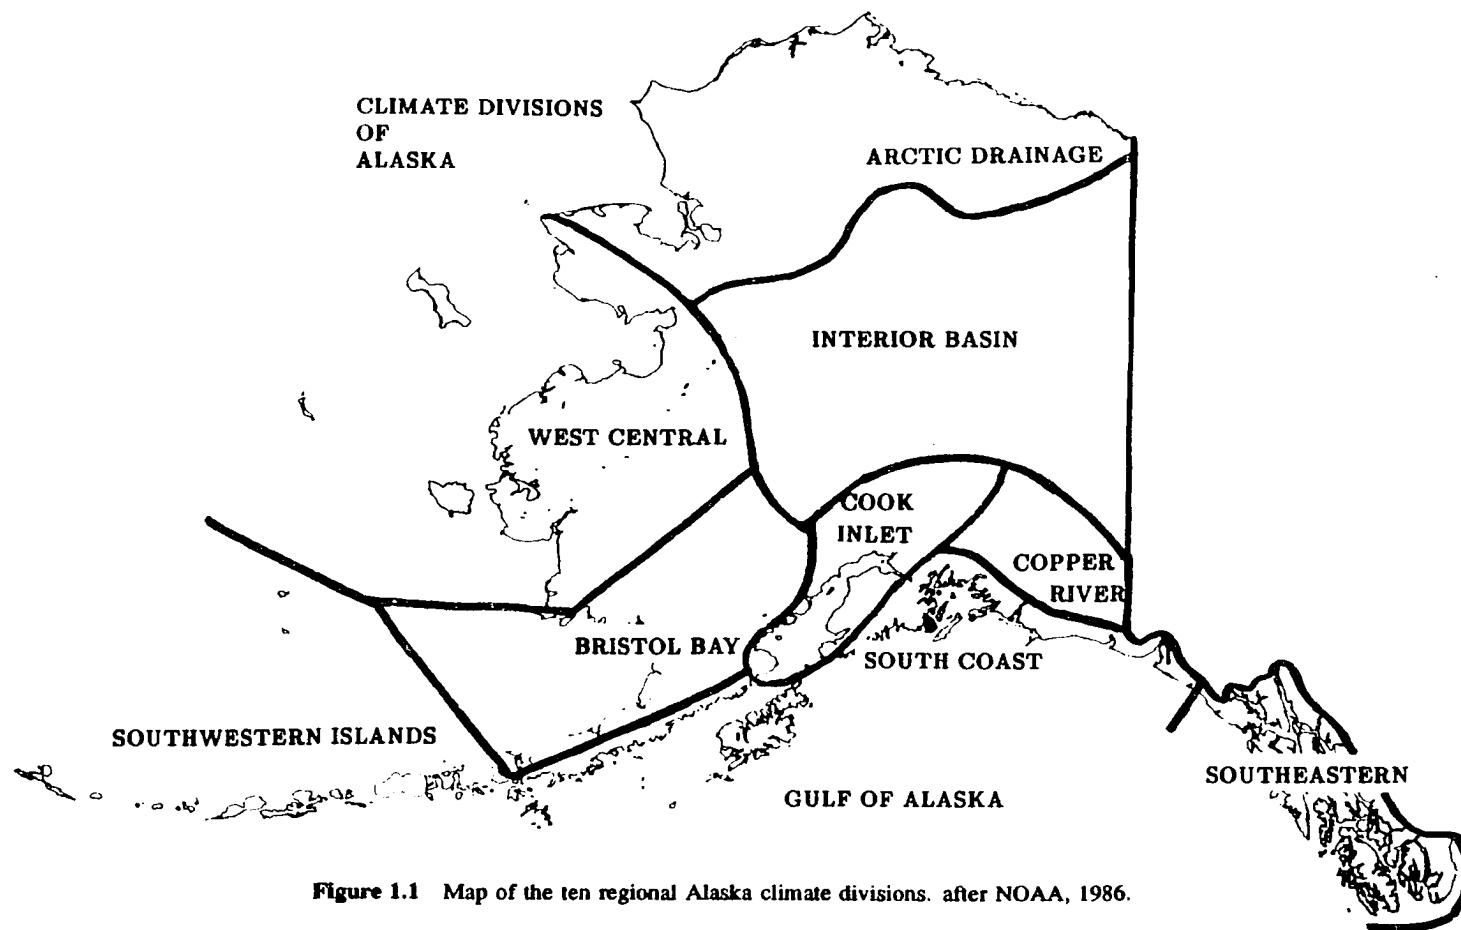 CLIMATE DIVISIONS
OF
ALASKA
ARCTIC DRAINAGE
INTERIOR BASIN
WEST CENTRAL
COOK
INLET
COPPER
RIVER
BRISTOL BAY
SOUTH COAST
SOUTHWESTERN ISLANDS
SOUTHEASTERN
GULF OF ALASKA
Figure 1.1 Map of the ten regional Alaska climate divisions. after NOAA, 1986.